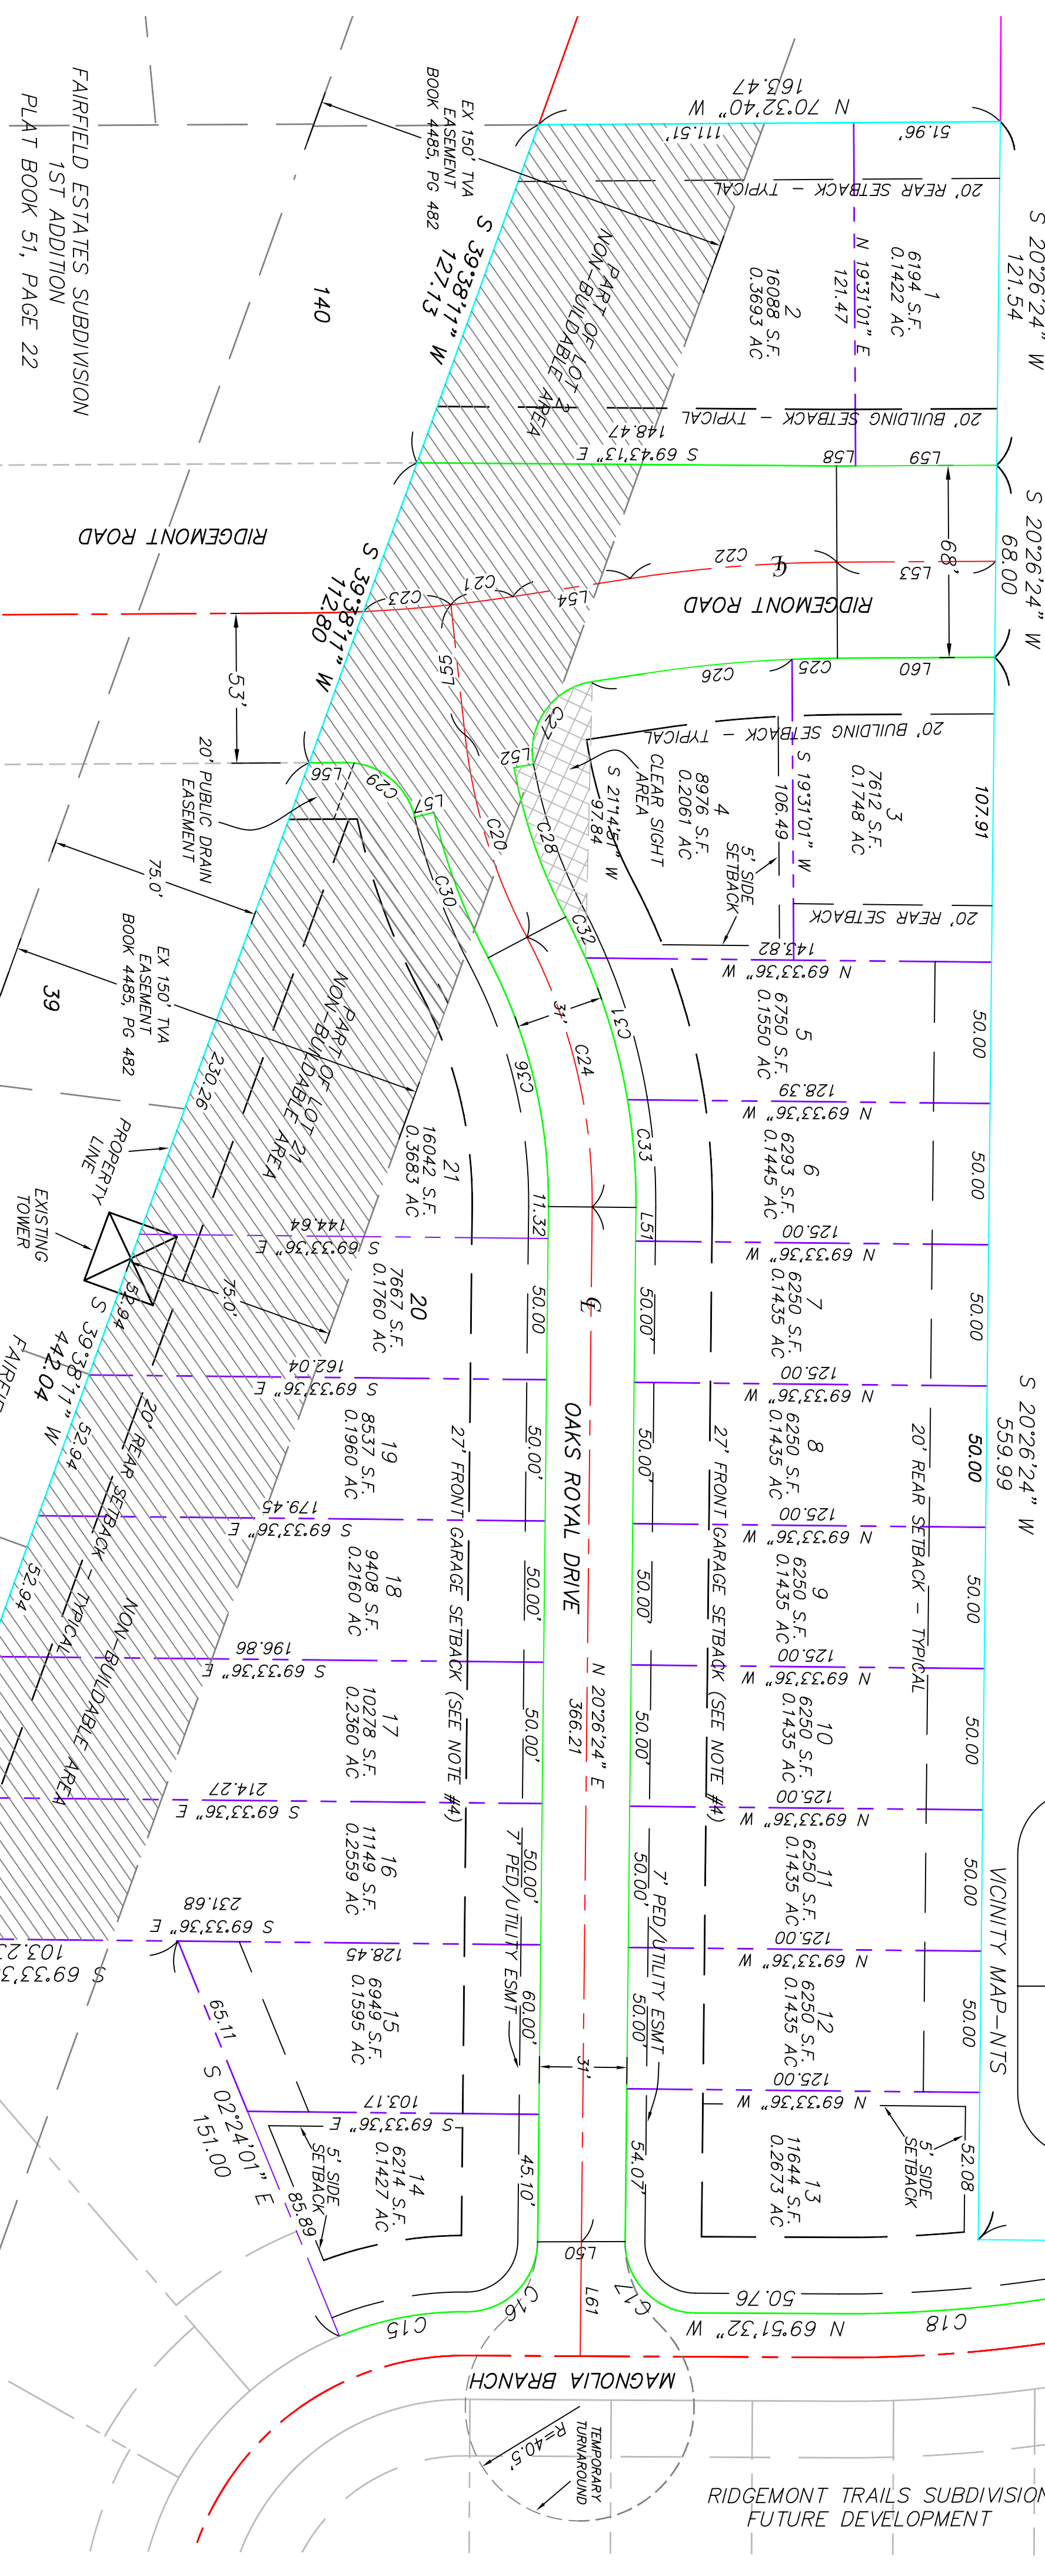 N 70°32'40" W
163.47
111.51'
51.96'
S 20°26'24" W
121.54
FAIRFIELD ESTATES SUBDIVISION
1ST ADDITION
PLAT BOOK 51, PAGE 22
EX 150' TVA
EASEMENT
BOOK 4485, PG 482
20' REAR SETBACK - TYPICAL
S 39°38'11" W
127.13
140
PART OF LOT 2
NON-BUILDABLE AREA
N 19°31'01" E
121.47
1
6194 S.F.
0.1422 AC
2
16088 S.F.
0.3693 AC
20' BUILDING SETBACK - TYPICAL
148.47
S 69°43'13" E
L58
L59
S 20°26'24" W
68.00
68'
RIDGEMONT ROAD
S 39°38'11" W
112.80
C23
C21
L54
C22
℄
L53
RIDGEMONT ROAD
53'
L55
C25
C26
L60
C27
L52
20' BUILDING SETBACK - TYPICAL
20' PUBLIC DRAIN
EASEMENT
L56
C29
L57
C20
C28
C30
C32
CLEAR SIGHT
AREA
S 21°14'51" W
97.84
4
8976 S.F.
0.2061 AC
S 19°31'01" W
106.49
3
7612 S.F.
0.1748 AC
107.91
5' SIDE
SETBACK
20' REAR SETBACK
75.0'
EX 150' TVA
EASEMENT
BOOK 4485, PG 482
39
143.82
N 69°33'36" W
PART OF LOT 21
NON-BUILDABLE AREA
230.26
31'
C31
C24
C36
C33
5
6750 S.F.
0.1550 AC
50.00
128.39
N 69°33'36" W
PROPERTY
LINE
EXISTING
TOWER
21
16042 S.F.
0.3683 AC
11.32
L51
6
6293 S.F.
0.1445 AC
50.00
125.00
N 69°33'36" W
144.64
S 69°33'36" E
75.0'
52.94
20
7667 S.F.
0.1760 AC
50.00
℄
50.00'
7
6250 S.F.
0.1435 AC
50.00
125.00
N 69°33'36" W
162.04
S 69°33'36" E
S 39°38'11" W
442.04
52.94
20' REAR SETBACK - TYPICAL
19
8537 S.F.
0.1960 AC
27' FRONT GARAGE SETBACK (SEE NOTE #4)
50.00'
OAKS ROYAL DRIVE
50.00'
27' FRONT GARAGE SETBACK (SEE NOTE #4)
8
6250 S.F.
0.1435 AC
20' REAR SETBACK - TYPICAL
50.00
S 20°26'24" W
559.99
125.00
N 69°33'36" W
179.45
S 69°33'36" E
52.94
NON-BUILDABLE AREA
18
9408 S.F.
0.2160 AC
50.00'
50.00'
9
6250 S.F.
0.1435 AC
50.00
125.00
N 69°33'36" W
196.86
S 69°33'36" E
17
10278 S.F.
0.2360 AC
50.00'
N 20°26'24" E
366.21
50.00'
10
6250 S.F.
0.1435 AC
50.00
125.00
N 69°33'36" W
214.27
S 69°33'36" E
16
11149 S.F.
0.2559 AC
50.00'
7' PED/UTILITY ESMT
50.00'
7' PED/UTILITY ESMT
11
6250 S.F.
0.1435 AC
50.00
VICINITY MAP-NTS
125.00
N 69°33'36" W
231.68
S 69°33'36" E
128.45
15
6949 S.F.
0.1595 AC
60.00'
50.00'
12
6250 S.F.
0.1435 AC
50.00
125.00
N 69°33'36" W
65.11
S 02°24'01" E
151.00
31'
103.17
S 69°33'36" E
85.89
5' SIDE
SETBACK
14
6214 S.F.
0.1427 AC
45.10'
54.07'
13
11644 S.F.
0.2673 AC
5' SIDE
SETBACK
52.08
L50
C15
C16
L61
C17
50.76
N 69°51'32" W
C18
MAGNOLIA BRANCH
TEMPORARY
TURNAROUND
R=40.5'
RIDGEMONT TRAILS SUBDIVISION
FUTURE DEVELOPMENT